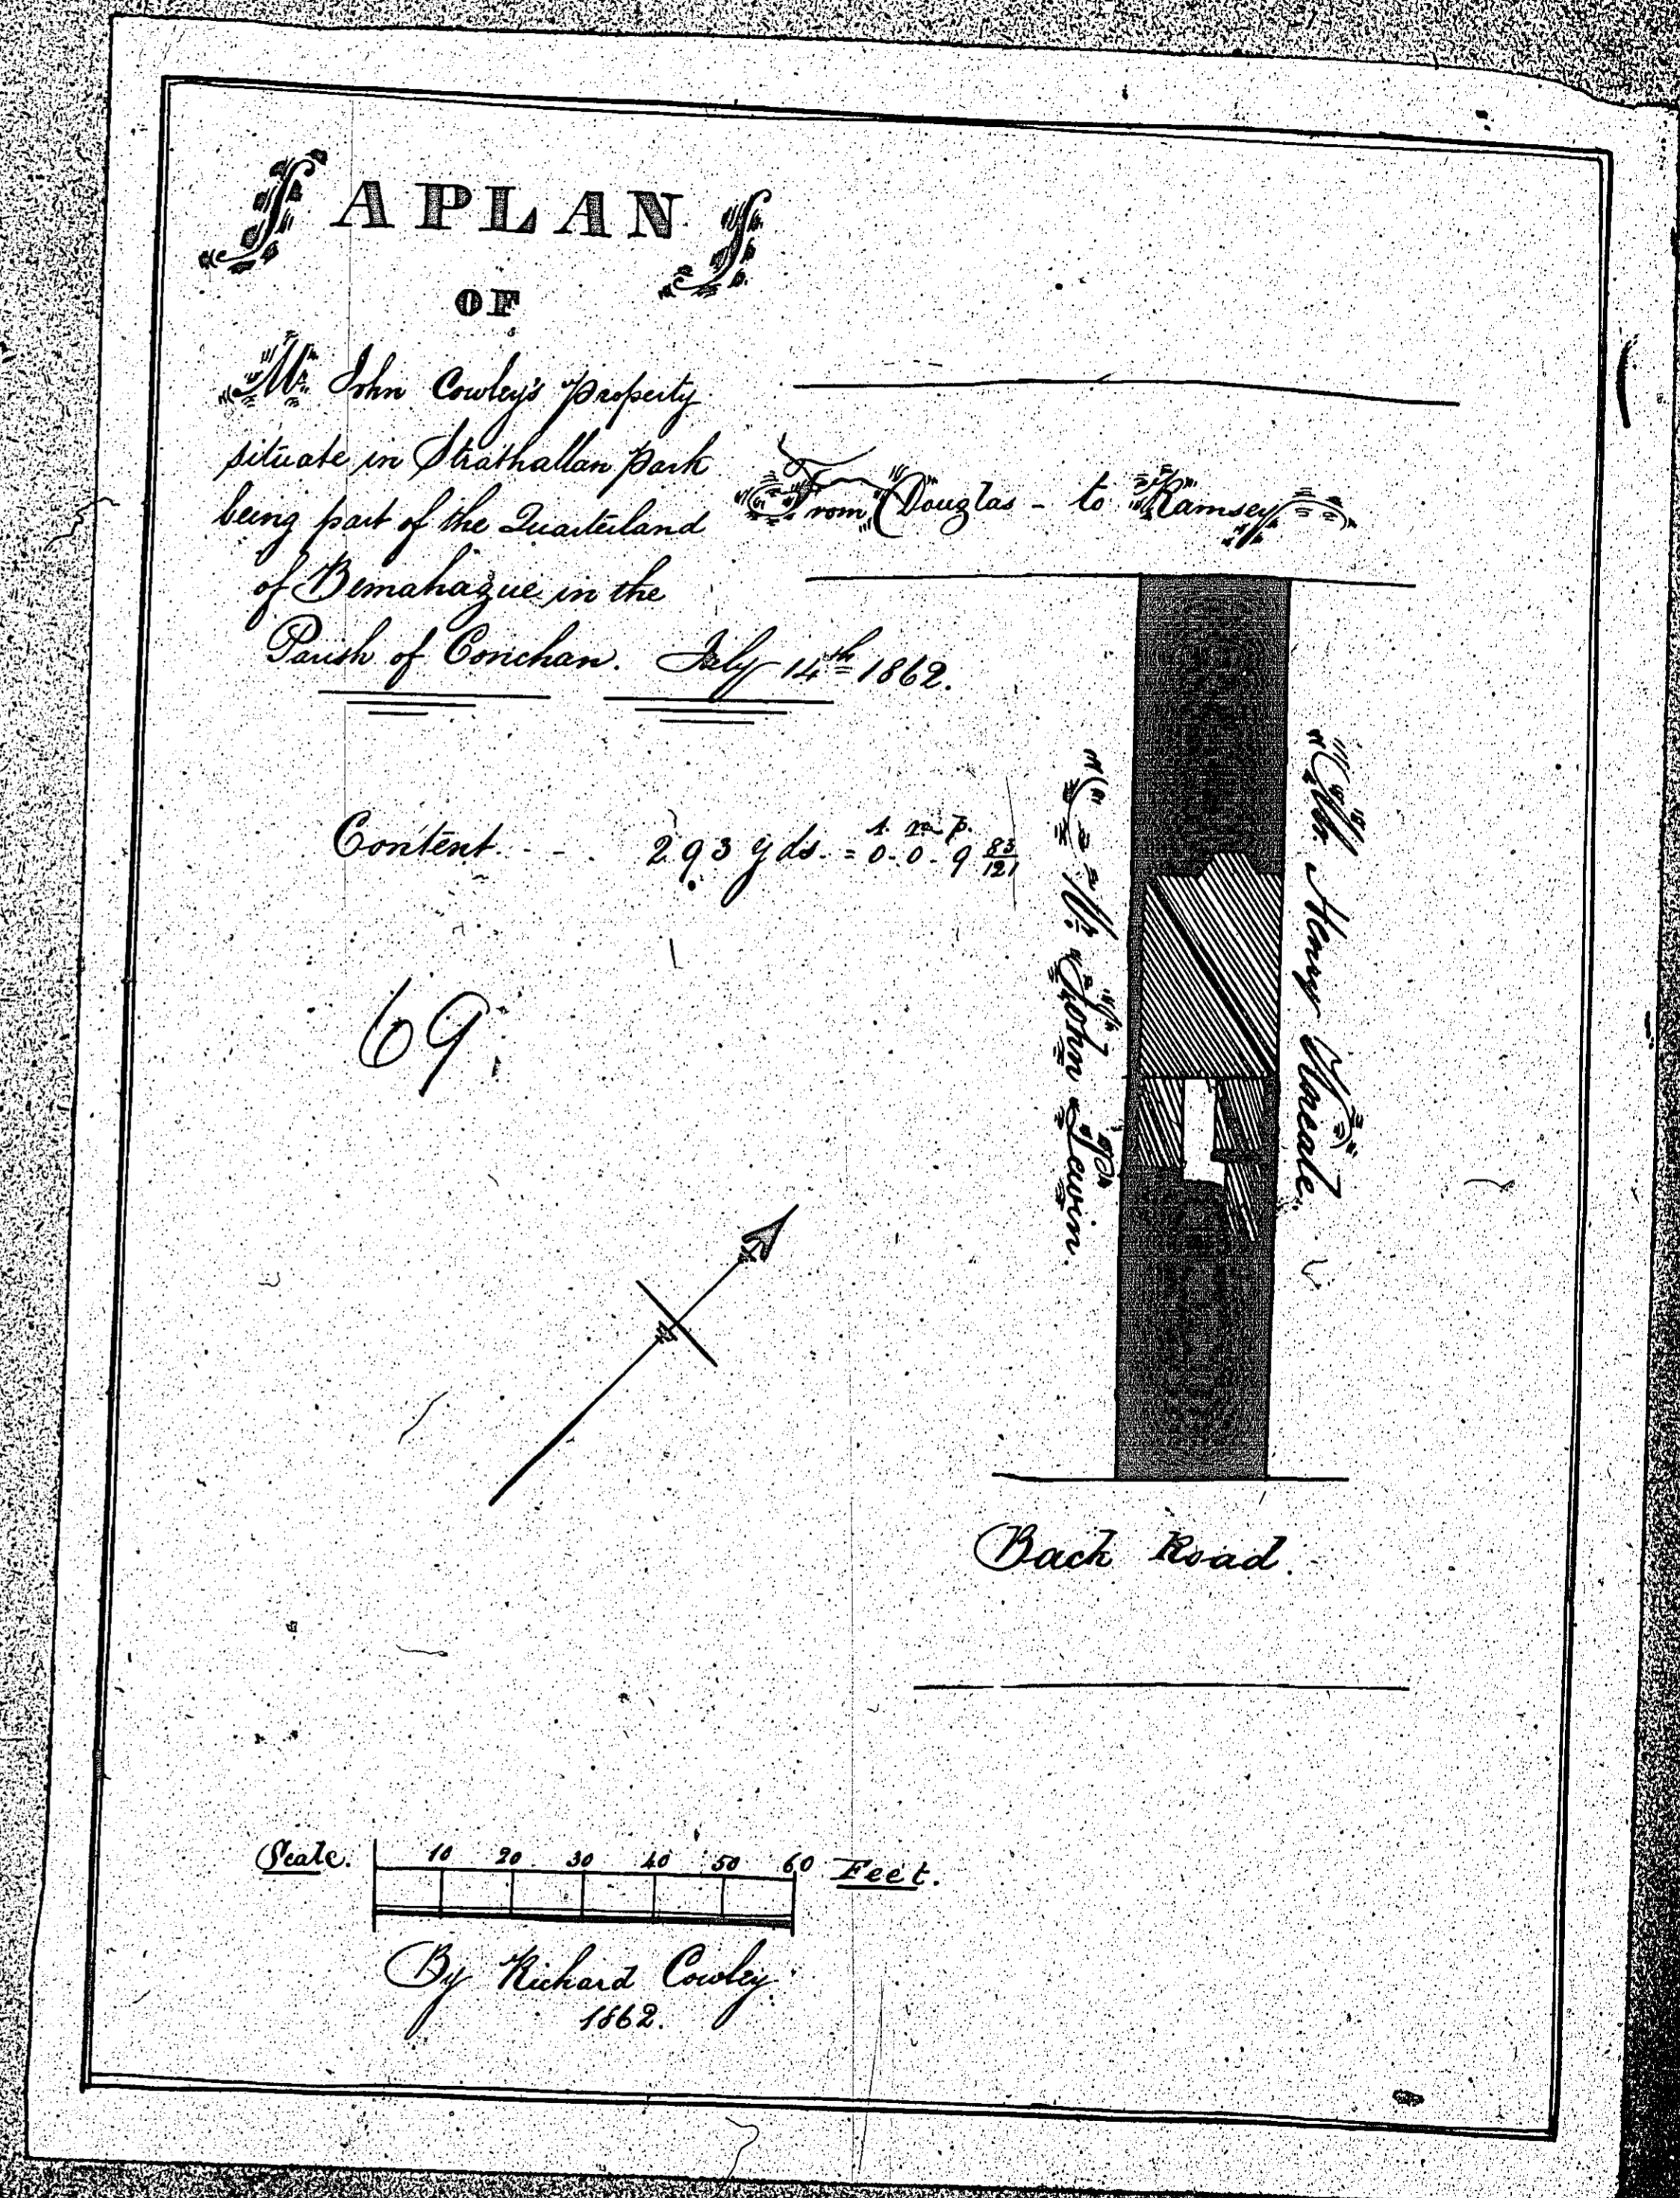 A PLAN
OF
Mr. John Cowley's Property
situate in Strathallan park
being part of the Quarterland
of Bemahague in the
Parish of Conchan. July 14th 1862.
From Douglas - to Ramsey
Content - - - 293 yds. = 0-0-9 83/121
A. r. p.
69
Mr. John
Mr. Henry
Back Road.
Scale. 10 20 30 40 50 60 Feet.
By Richard Cowley
1862.